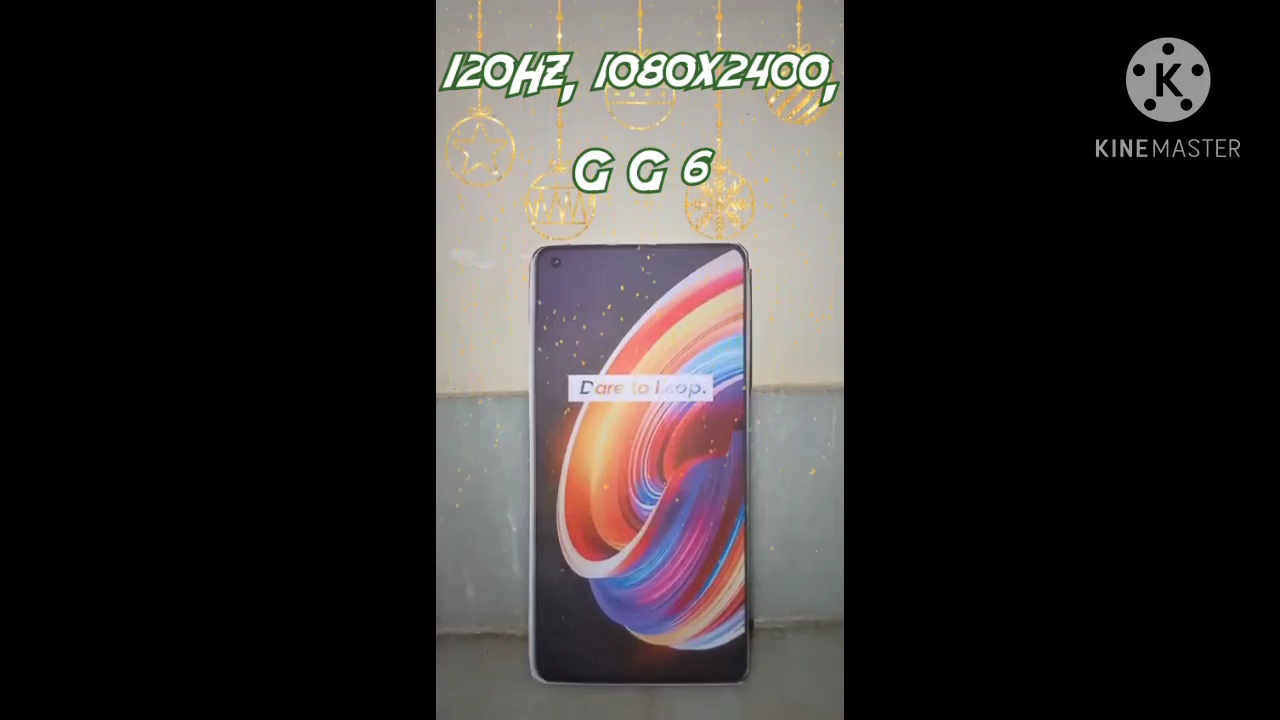 120HZ, 1080X2400,
G G 6
Dare to Leap.
KINEMASTER